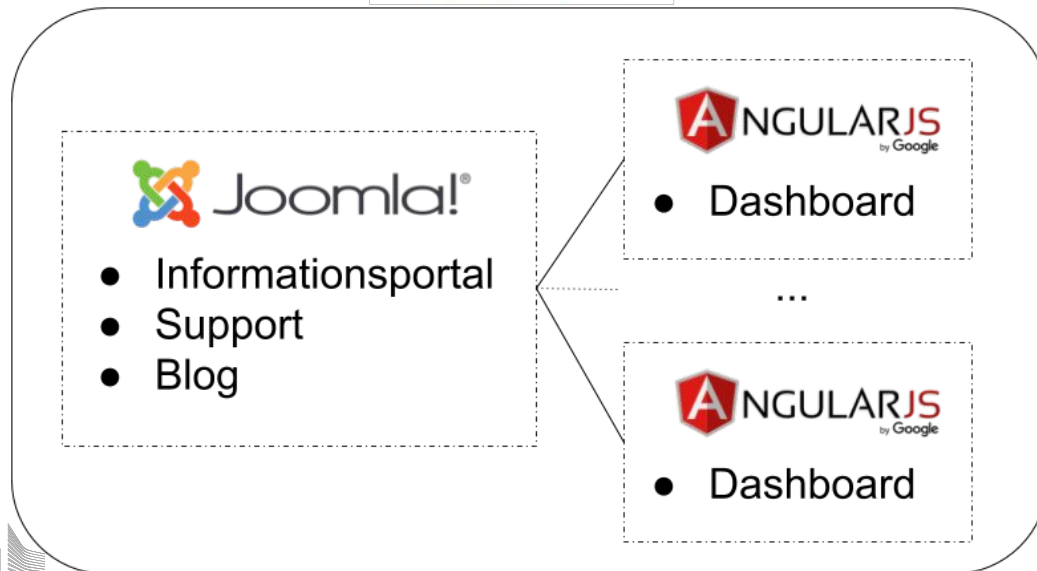 Joomla!®
● Informationsportal
● Support
● Blog
ANGULARJS
by Google
● Dashboard
...
ANGULARJS
by Google
● Dashboard